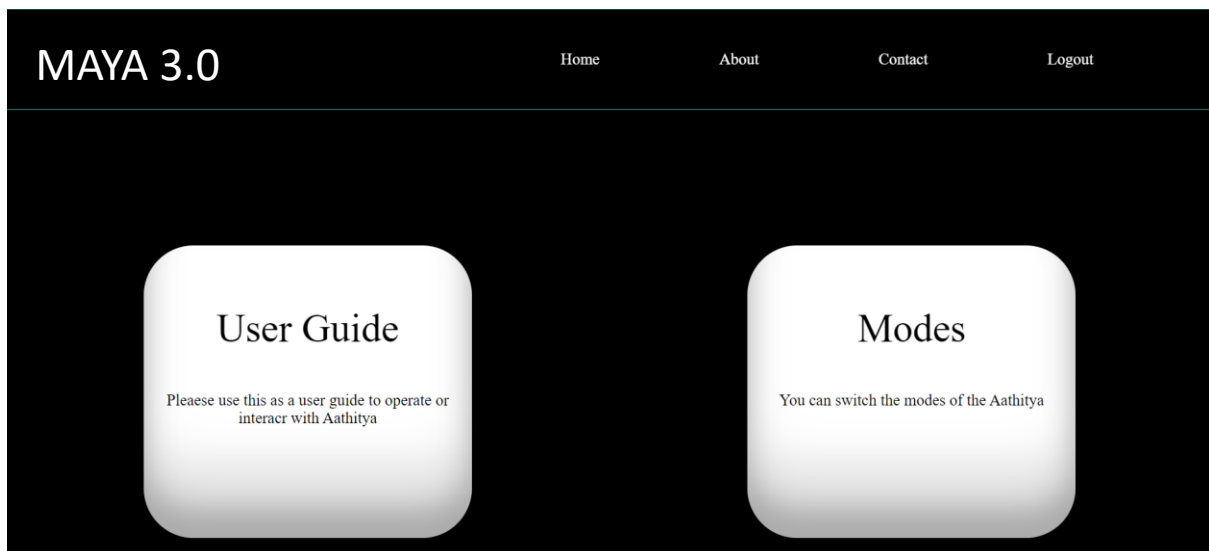 MAYA 3.0
Home About Contact Logout
User Guide
Pleaese use this as a user guide to operate or
interacr with Aathitya
Modes
You can switch the modes of the Aathitya